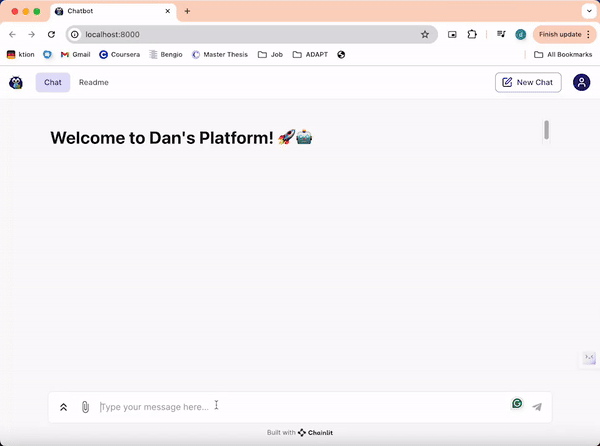 Chatbot
localhost:8000
Finish update
ktion
Gmail
Coursera
Bengio
Master Thesis
Job
ADAPT
All Bookmarks
Chat
Readme
New Chat
Welcome to Dan's Platform! 🚀🤖
Type your message here...
Built with Chainlit